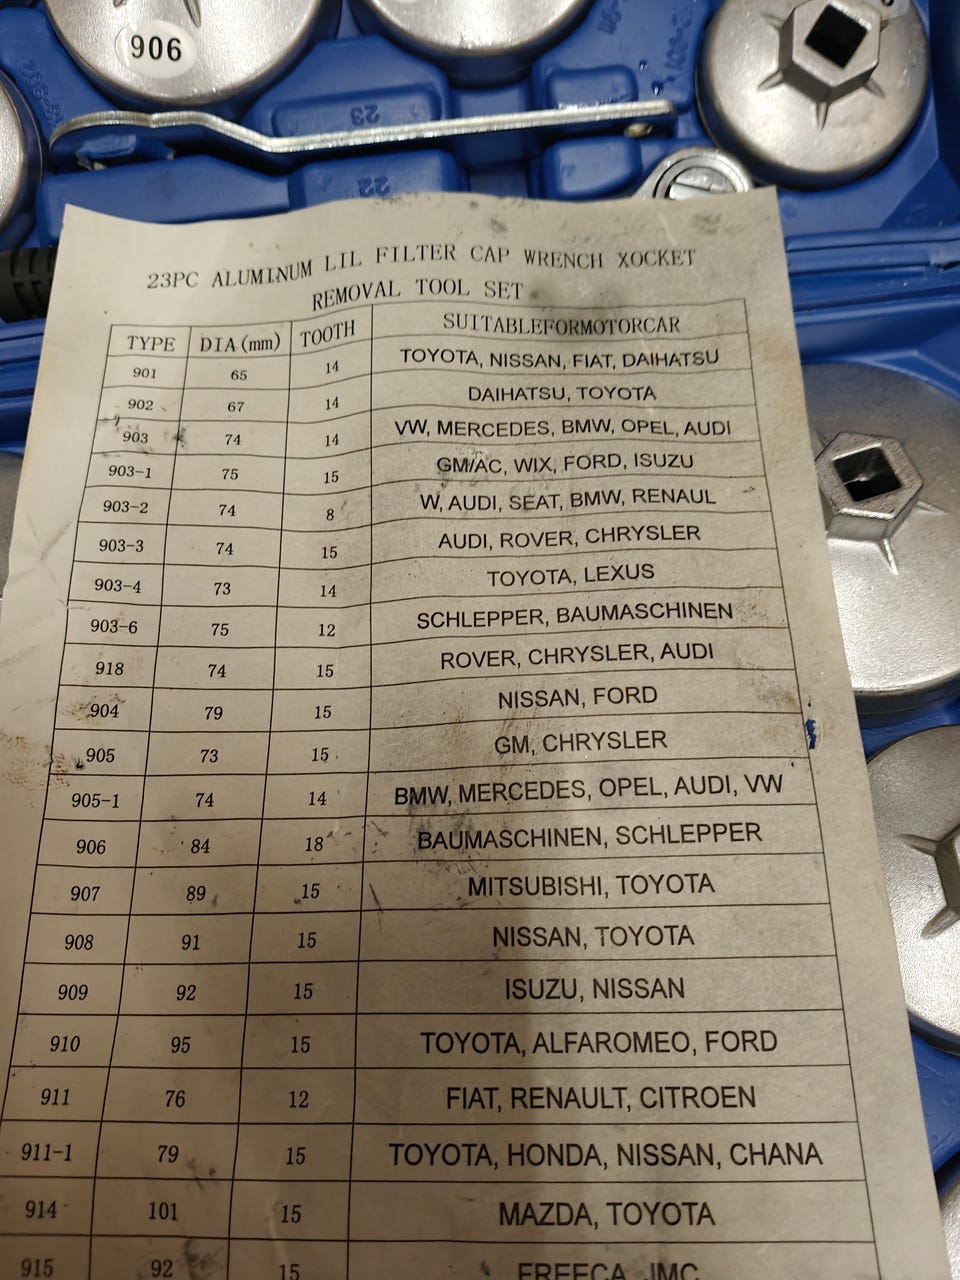 906
23
22
23PC ALUMINUM LIL FILTER CAP WRENCH XOCKET
REMOVAL TOOL SET
TYPE DIA(mm) TOOTH SUITABLEFORMOTORCAR
901 65 14 TOYOTA, NISSAN, FIAT, DAIHATSU
902 67 14 DAIHATSU, TOYOTA
903 74 14 VW, MERCEDES, BMW, OPEL, AUDI
903-1 75 15 GM/AC, WIX, FORD, ISUZU
903-2 74 8 W, AUDI, SEAT, BMW, RENAUL
903-3 74 15 AUDI, ROVER, CHRYSLER
903-4 73 14 TOYOTA, LEXUS
903-6 75 12 SCHLEPPER, BAUMASCHINEN
918 74 15 ROVER, CHRYSLER, AUDI
904 79 15 NISSAN, FORD
905 73 15 GM, CHRYSLER
905-1 74 14 BMW, MERCEDES, OPEL, AUDI, VW
906 84 18 BAUMASCHINEN, SCHLEPPER
907 89 15 MITSUBISHI, TOYOTA
908 91 15 NISSAN, TOYOTA
909 92 15 ISUZU, NISSAN
910 95 15 TOYOTA, ALFAROMEO, FORD
911 76 12 FIAT, RENAULT, CITROEN
911-1 79 15 TOYOTA, HONDA, NISSAN, CHANA
914 101 15 MAZDA, TOYOTA
915 92 15 FREECA, JMC